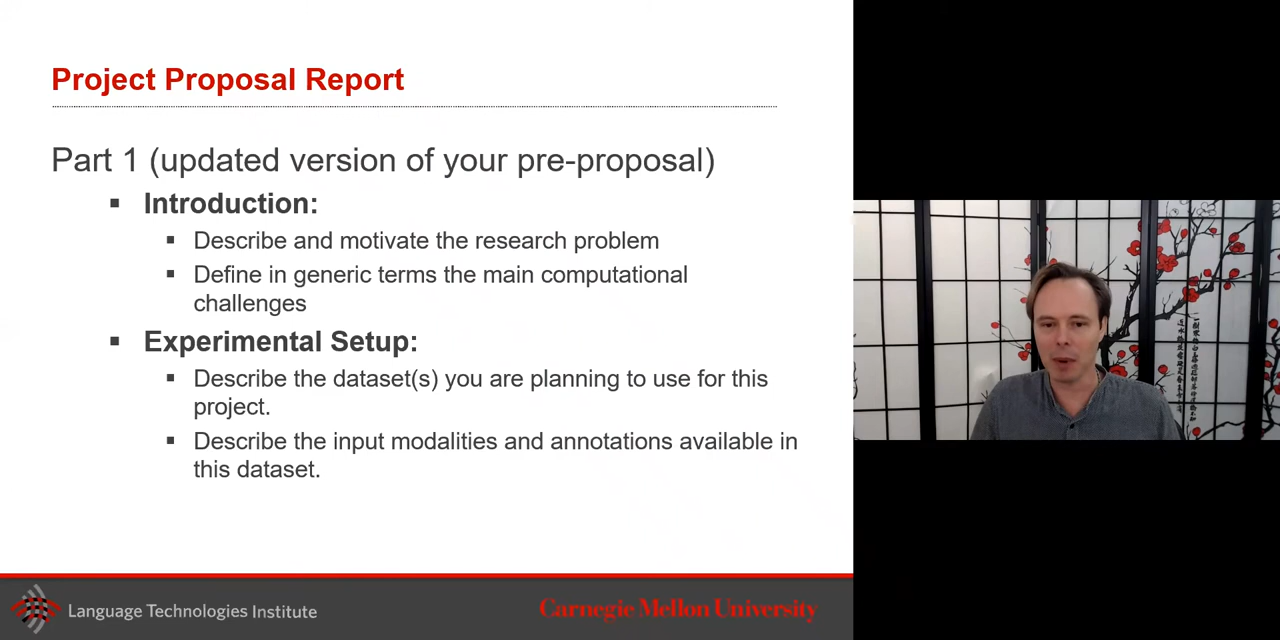 Project Proposal Report
Part 1 (updated version of your pre-proposal)
▪ Introduction:
▪ Describe and motivate the research problem
▪ Define in generic terms the main computational
challenges
▪ Experimental Setup:
▪ Describe the dataset(s) you are planning to use for this
project.
▪ Describe the input modalities and annotations available in
this dataset.
Language Technologies Institute
Carnegie Mellon University